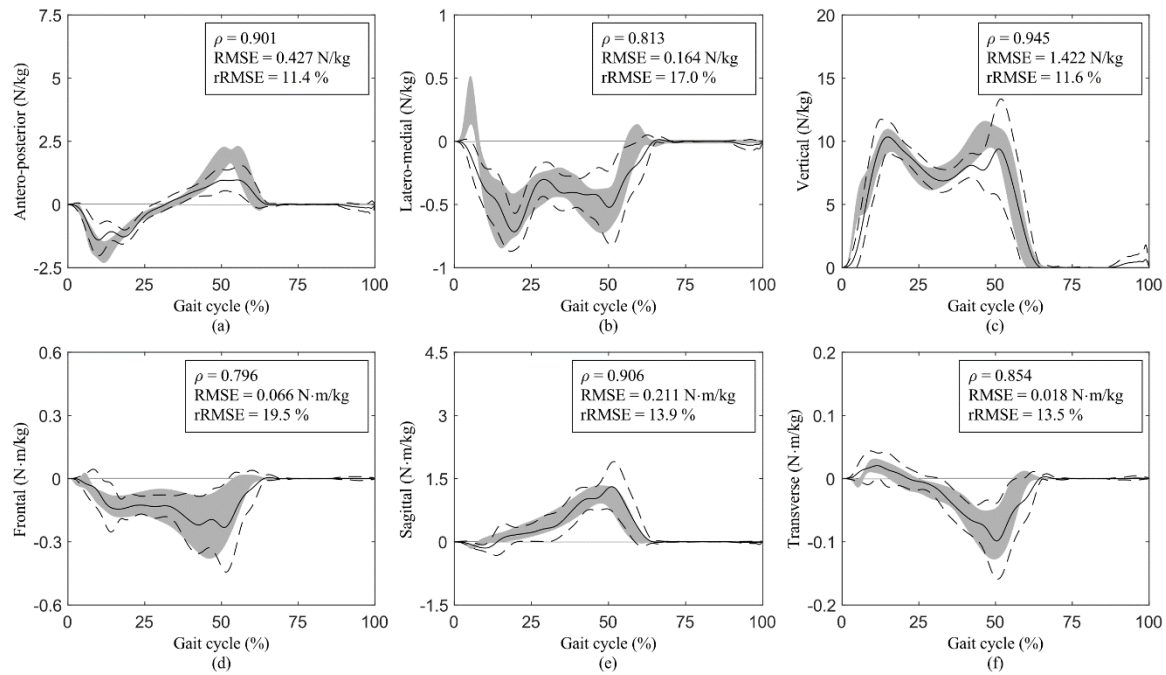 7.5
5
2.5
0
-2.5
Antero-posterior (N/kg)
ρ = 0.901
RMSE = 0.427 N/kg
rRMSE = 11.4 %
0 25 50 75 100
Gait cycle (%)
(a)
1
0.5
0
-0.5
-1
Latero-medial (N/kg)
ρ = 0.813
RMSE = 0.164 N/kg
rRMSE = 17.0 %
0 25 50 75 100
Gait cycle (%)
(b)
20
15
10
5
0
Vertical (N/kg)
ρ = 0.945
RMSE = 1.422 N/kg
rRMSE = 11.6 %
0 25 50 75 100
Gait cycle (%)
(c)
0.6
0.3
0
-0.3
-0.6
Frontal (N·m/kg)
ρ = 0.796
RMSE = 0.066 N·m/kg
rRMSE = 19.5 %
0 25 50 75 100
Gait cycle (%)
(d)
4.5
3
1.5
0
-1.5
Sagittal (N·m/kg)
ρ = 0.906
RMSE = 0.211 N·m/kg
rRMSE = 13.9 %
0 25 50 75 100
Gait cycle (%)
(e)
0.2
0.1
0
-0.1
-0.2
Transverse (N·m/kg)
ρ = 0.854
RMSE = 0.018 N·m/kg
rRMSE = 13.5 %
0 25 50 75 100
Gait cycle (%)
(f)